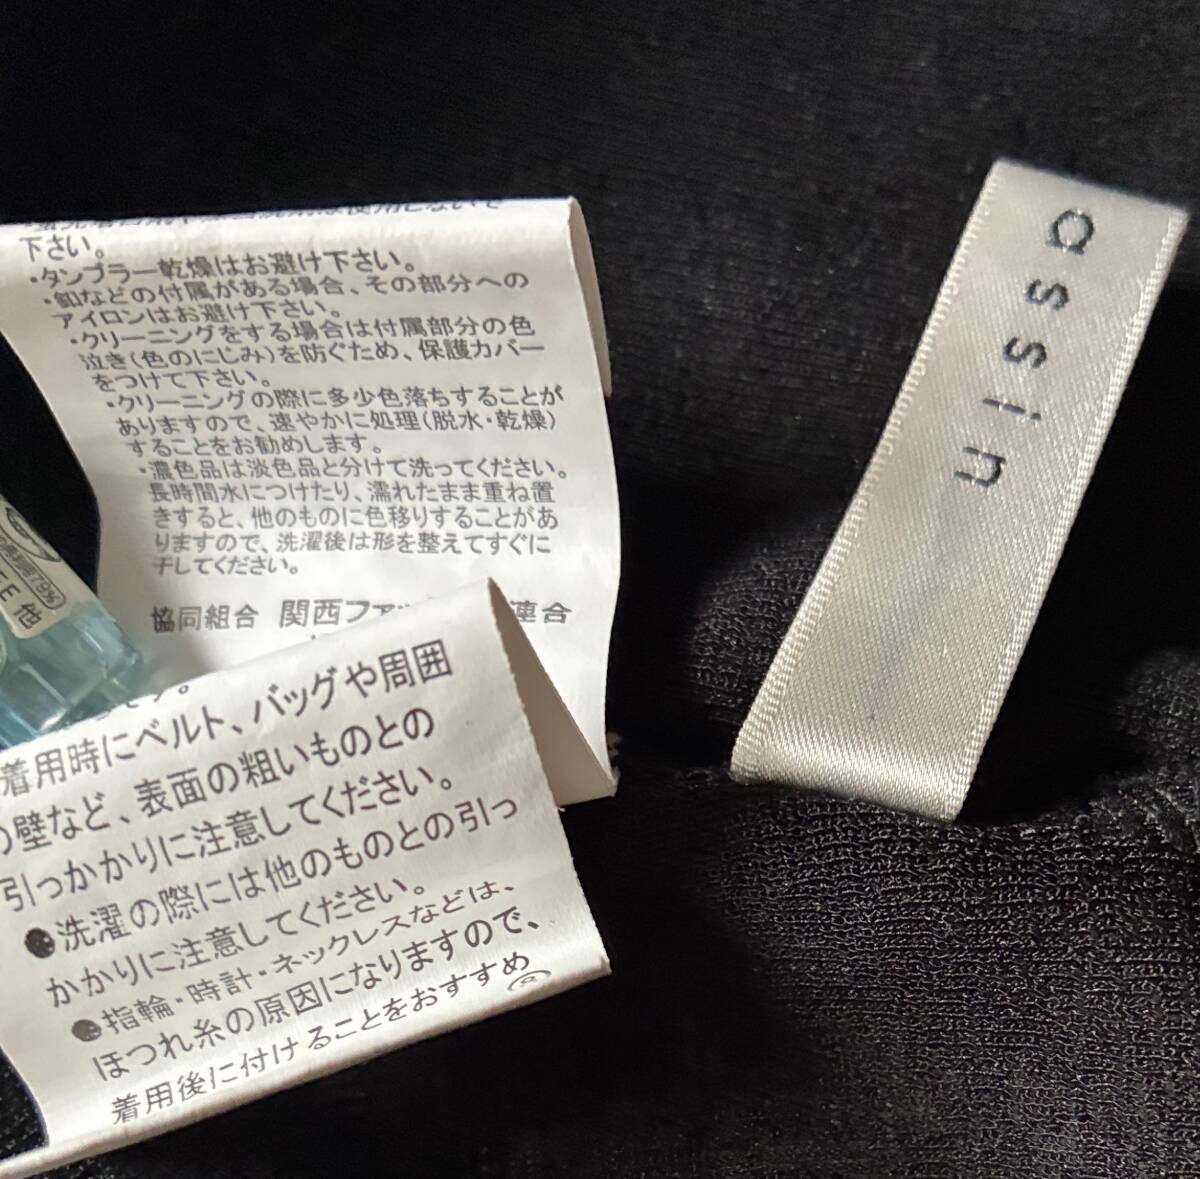 使用しないで
下さい。
・タンブラー乾燥はお避け下さい。
・釦などの付属がある場合、その部分への
アイロンはお避け下さい。
・クリーニングをする場合は付属部分の色
泣き(色のにじみ)を防ぐため、保護カバー
をつけて下さい。
・クリーニングの際に多少色落ちすることが
ありますので、速やかに処理(脱水・乾燥)
することをお勧めします。
・濃色品は淡色品と分けて洗ってください。
長時間水につけたり、濡れたまま重ね置
きすると、他のものに色移りすることがあ
りますので、洗濯後は形を整えてすぐに
干してください。
協同組合 関西ファッ 連合
着用時にベルト、バッグや周囲
の壁など、表面の粗いものとの
引っかかりに注意してください。
●洗濯の際には他のものとの引っ
かかりに注意してください。
●指輪・時計・ネックレスなどは、
ほつれ糸の原因になりますので、
着用後に付けることをおすすめ
79%
EE 他
assin